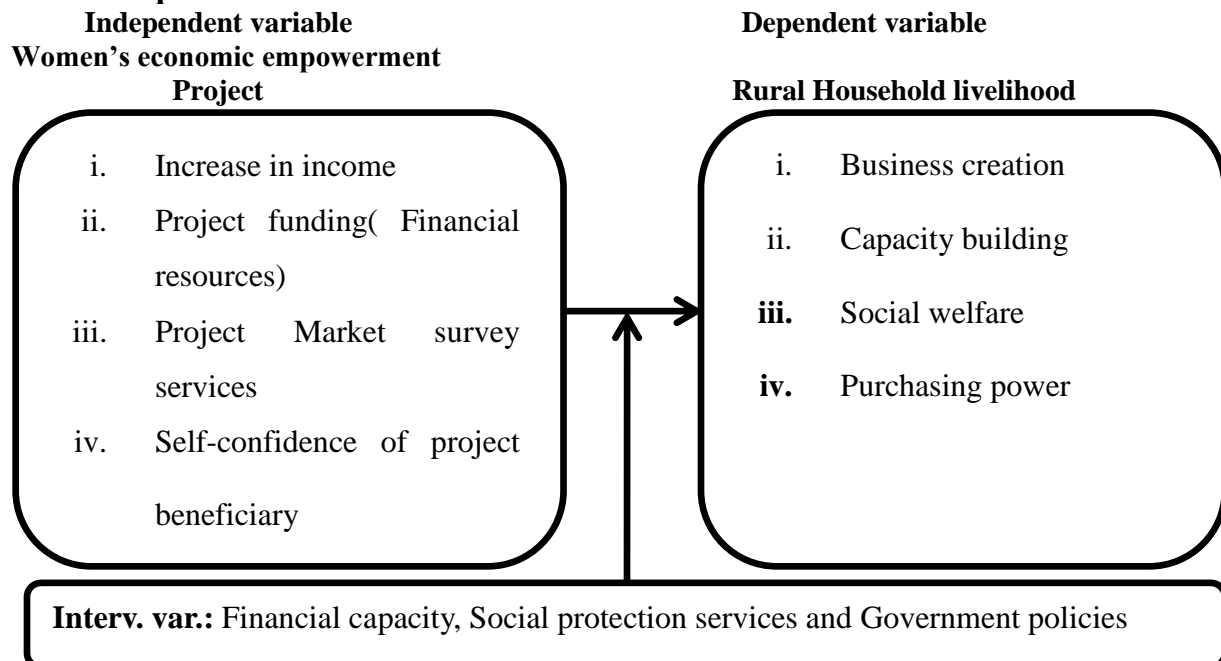 Independent variable
Women's economic empowerment
Project
i. Increase in income
ii. Project funding( Financial
resources)
iii. Project Market survey
services
iv. Self-confidence of project
beneficiary
Dependent variable
Rural Household livelihood
i. Business creation
ii. Capacity building
iii. Social welfare
iv. Purchasing power
Interv. var.: Financial capacity, Social protection services and Government policies